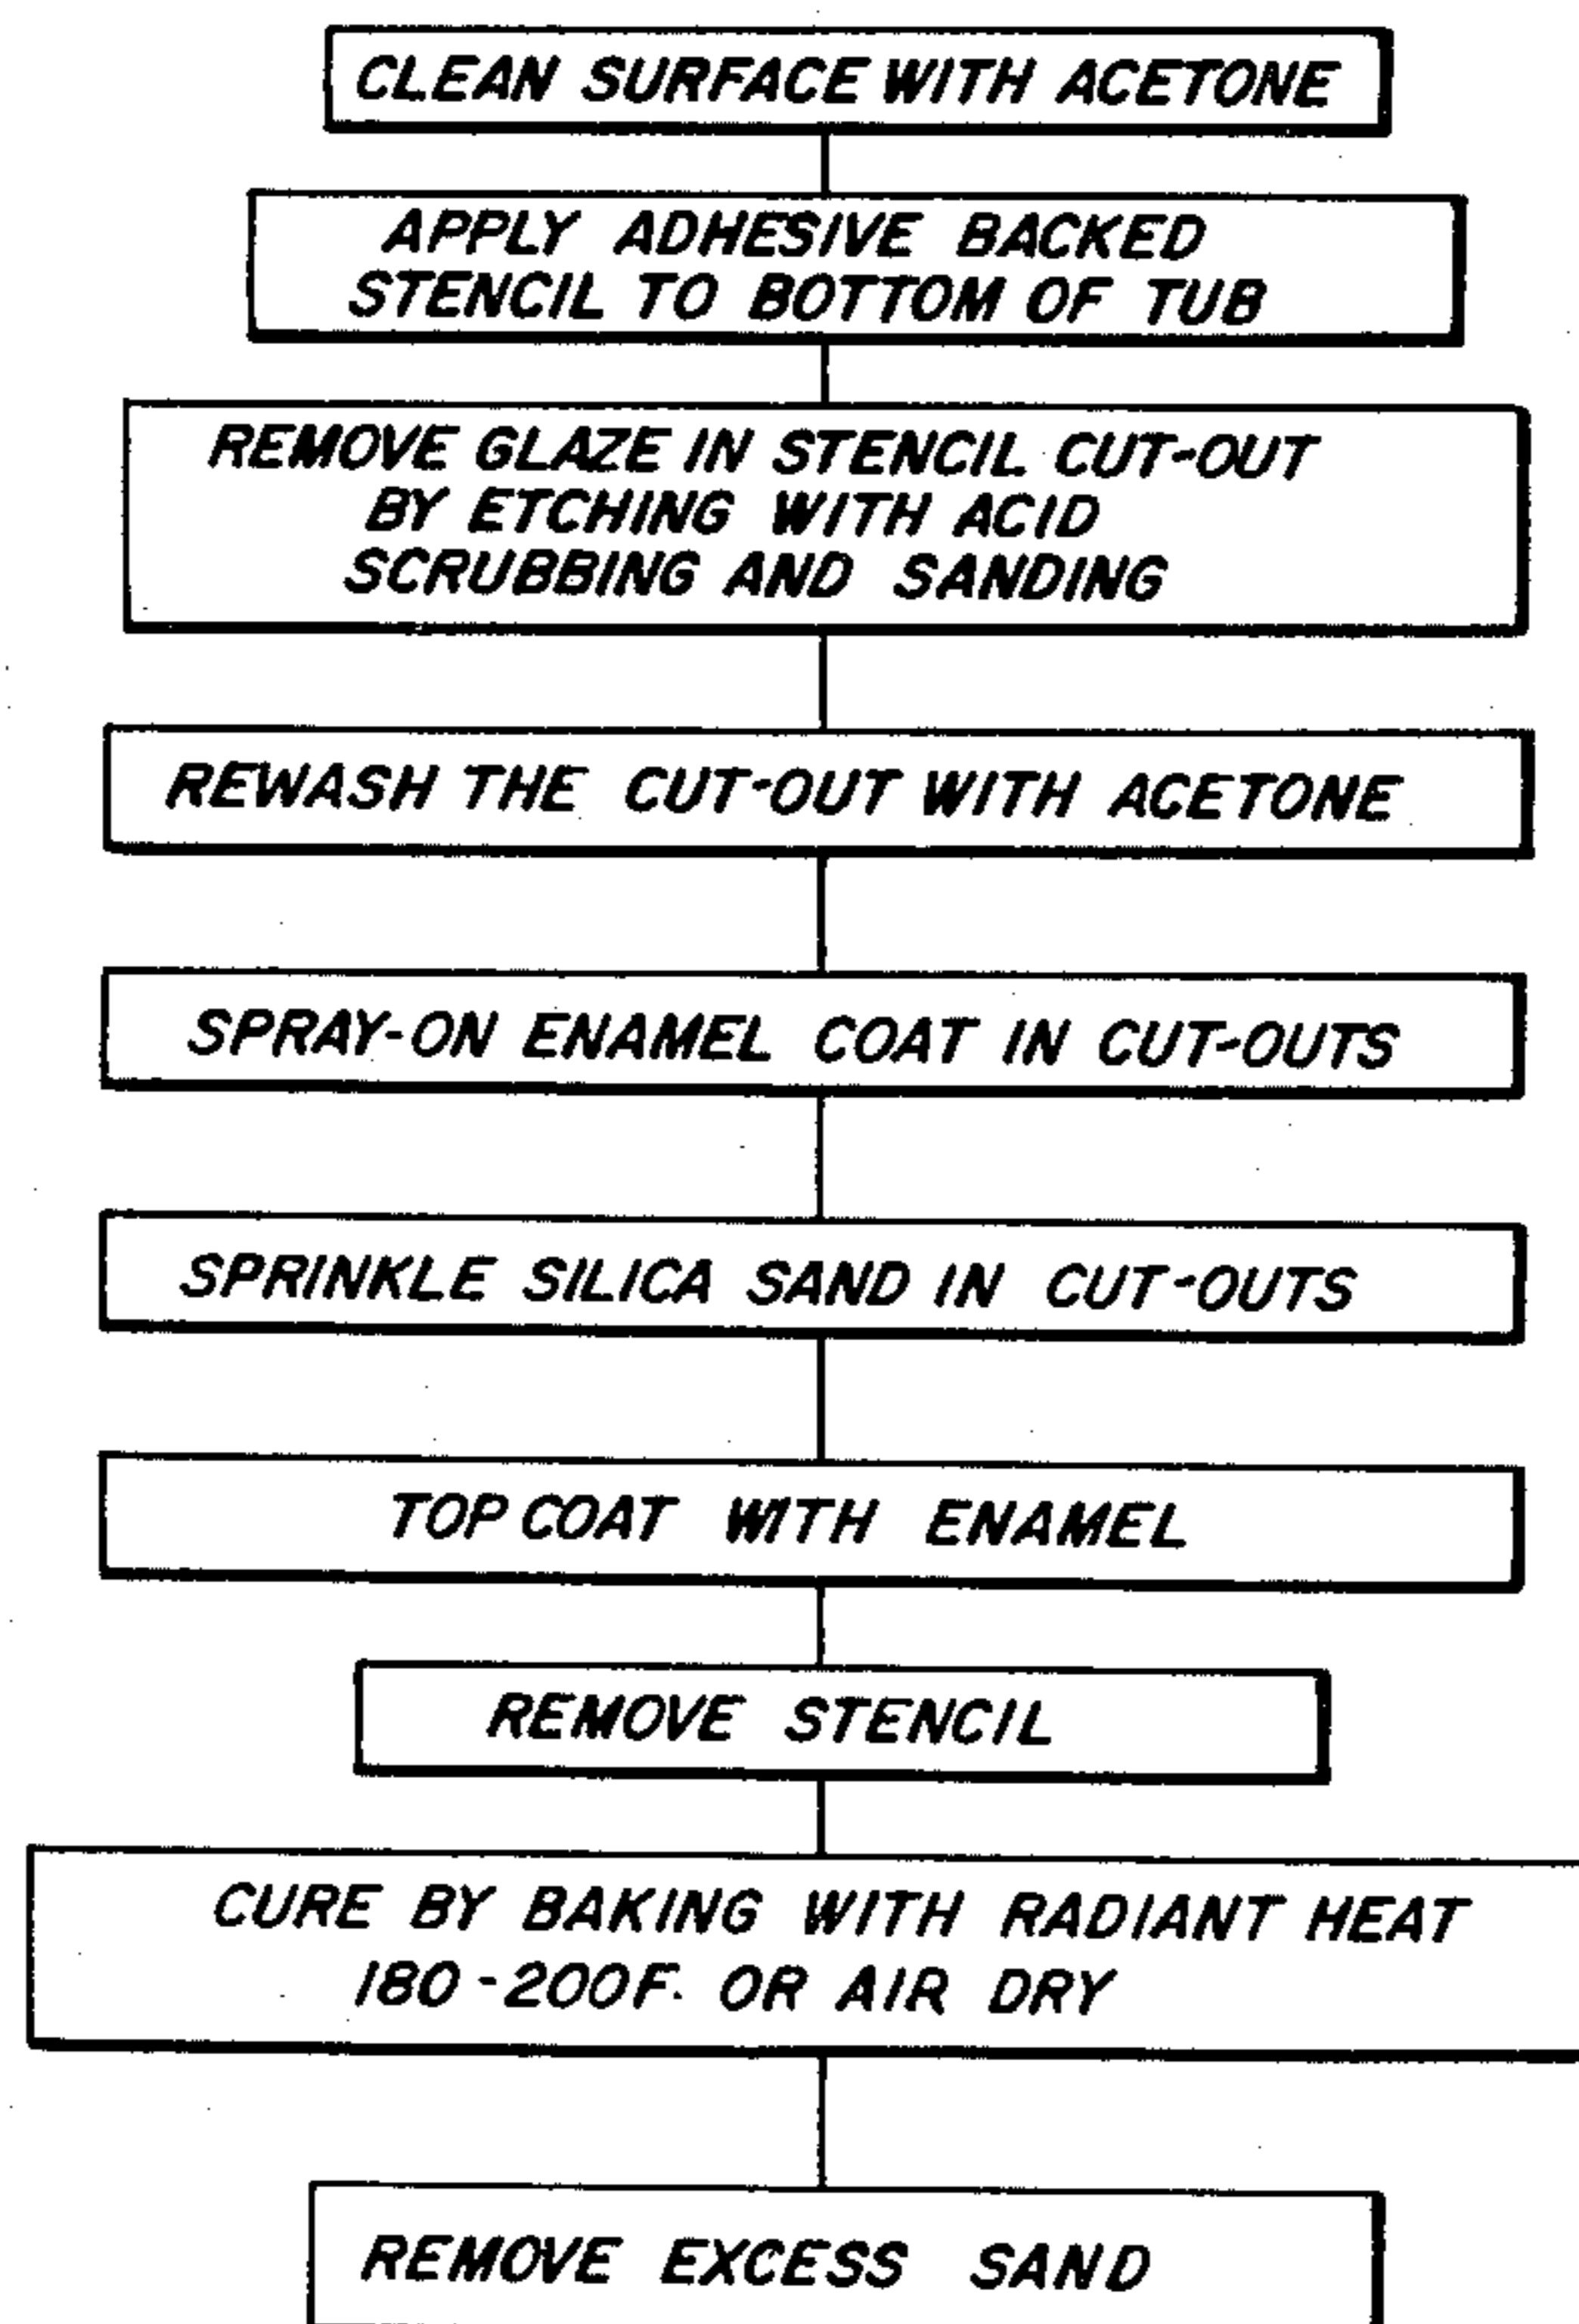 CLEAN SURFACE WITH ACETONE
APPLY ADHESIVE BACKED
STENCIL TO BOTTOM OF TUB
REMOVE GLAZE IN STENCIL CUT-OUT
BY ETCHING WITH ACID
SCRUBBING AND SANDING
REWASH THE CUT-OUT WITH ACETONE
SPRAY-ON ENAMEL COAT IN CUT-OUTS
SPRINKLE SILICA SAND IN CUT-OUTS
TOP COAT WITH ENAMEL
REMOVE STENCIL
CURE BY BAKING WITH RADIANT HEAT
180-200F. OR AIR DRY
REMOVE EXCESS SAND